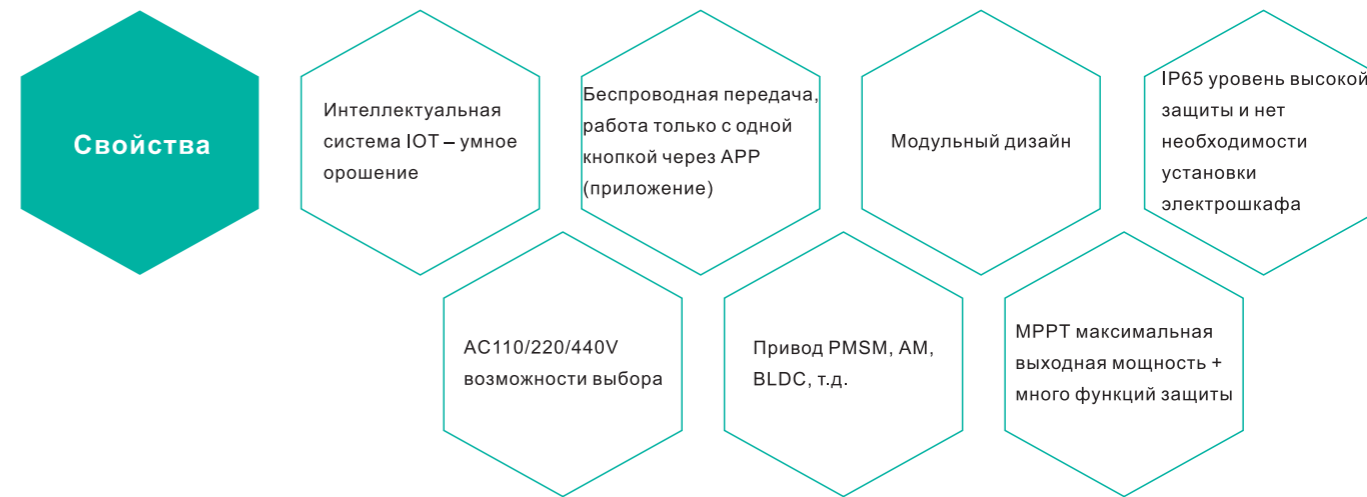 Свойства
Интеллектуальная
система IOT – умное
орошение
Беспроводная передача,
работа только с одной
кнопкой через APP
(приложение)
Модульный дизайн
IP65 уровень высокой
защиты и нет
необходимости
установки
электрошкафа
AC110/220/440V
возможности выбора
Привод PMSM, AM,
BLDC, т.д.
MPPT максимальная
выходная мощность +
много функций защиты